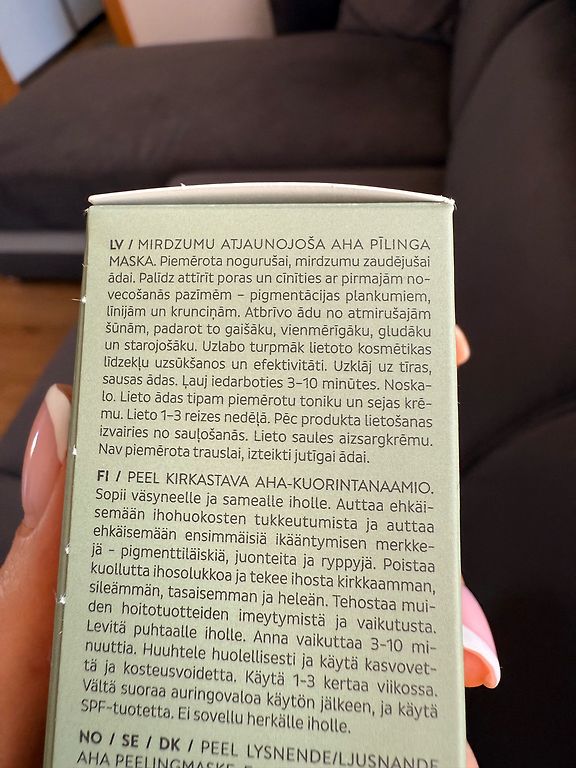 LV / MIRDZUMU ATJAUNOJOŠA AHA PĪLINGA
MASKA. Piemērota nogurušai, mirdzumu zaudējušai
ādai. Palīdz attīrīt poras un cīnīties ar pirmajām no-
vecošanās pazīmēm – pigmentācijas plankumiem,
līnijām un krunciņām. Atbrīvo ādu no atmirušajām
šūnām, padarot to gaišāku, vienmērīgāku, gludāku
un starojošāku. Uzlabo turpmāk lietoto kosmētikas
līdzekļu uzsūkšanos un efektivitāti. Uzklāj uz tīras,
sausas ādas. Ļauj iedarboties 3–10 minūtes. Noska-
lo. Lieto ādas tipam piemērotu toniku un sejas krē-
mu. Lieto 1–3 reizes nedēļā. Pēc produkta lietošanas
izvairies no sauļošanās. Lieto saules aizsargkrēmu.
Nav piemērota trauslai, izteikti jutīgai ādai.
FI / PEEL KIRKASTAVA AHA-KUORINTANAAMIO.
Sopii väsyneelle ja samealle iholle. Auttaa ehkäi-
semään ihohuokosten tukkeutumista ja auttaa
ehkäisemään ensimmäisiä ikääntymisen merkke-
jä – pigmenttiläiskiä, juonteita ja ryppyjä. Poistaa
kuollutta ihosolukkoa ja tekee ihosta kirkkaamman,
sileämmän, tasaisemman ja heleän. Tehostaa mui-
den hoitotuotteiden imeytymistä ja vaikutusta.
Levitä puhtaalle iholle. Anna vaikuttaa 3–10 mi-
nuuttia. Huuhtele huolellisesti ja käytä kasvovet-
tä ja kosteusvoidetta. Käytä 1-3 kertaa viikossa.
Vältä suoraa auringovaloa käytön jälkeen, ja käytä
SPF-tuotetta. Ei sovellu herkälle iholle.
NO / SE / DK / PEEL LYSNENDE/LJUSNANDE
AHA PEELINGMASKE.